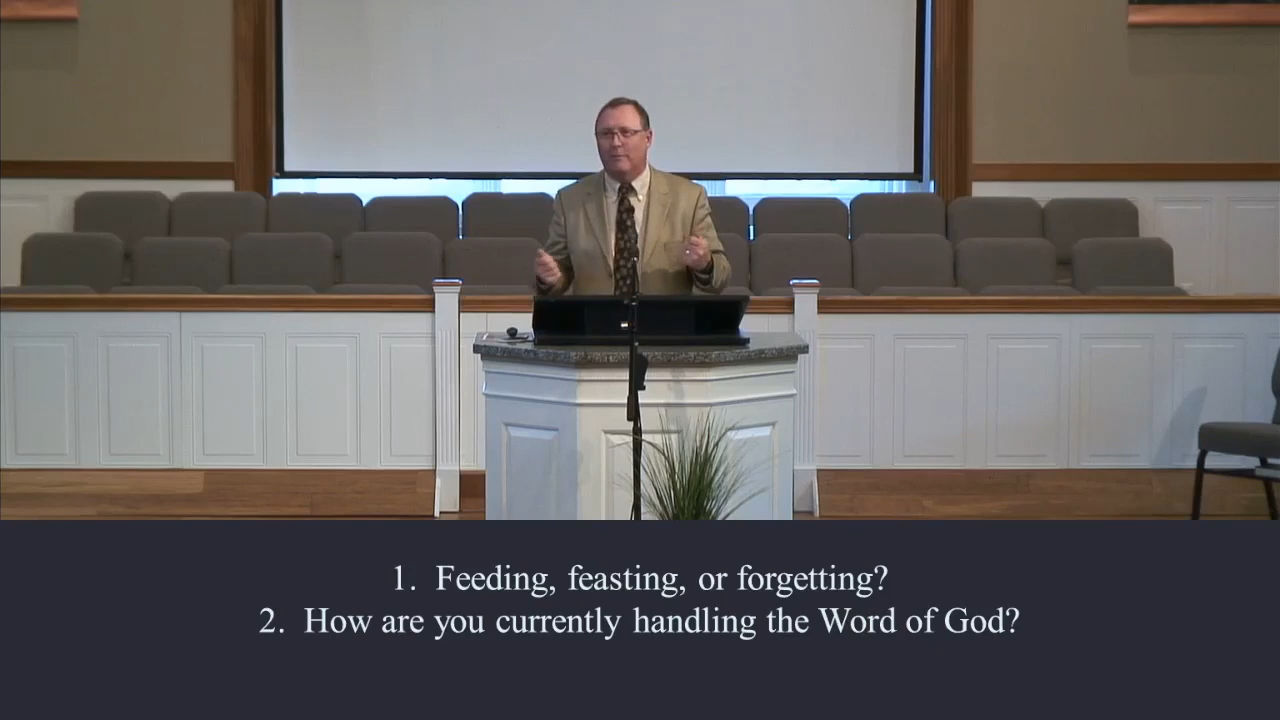 1. Feeding, feasting, or forgetting?
2. How are you currently handling the Word of God?